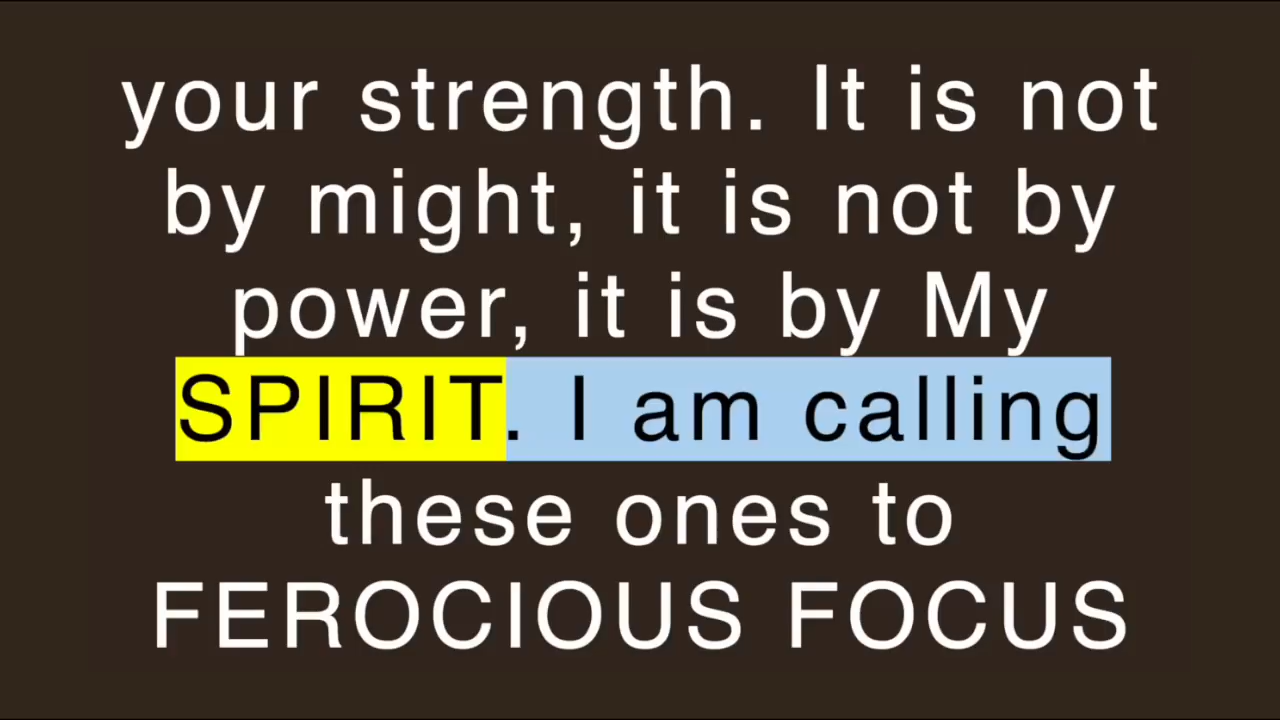 your strength. It is not
by might, it is not by
power, it is by My
SPIRIT. I am calling
these ones to
FEROCIOUS FOCUS